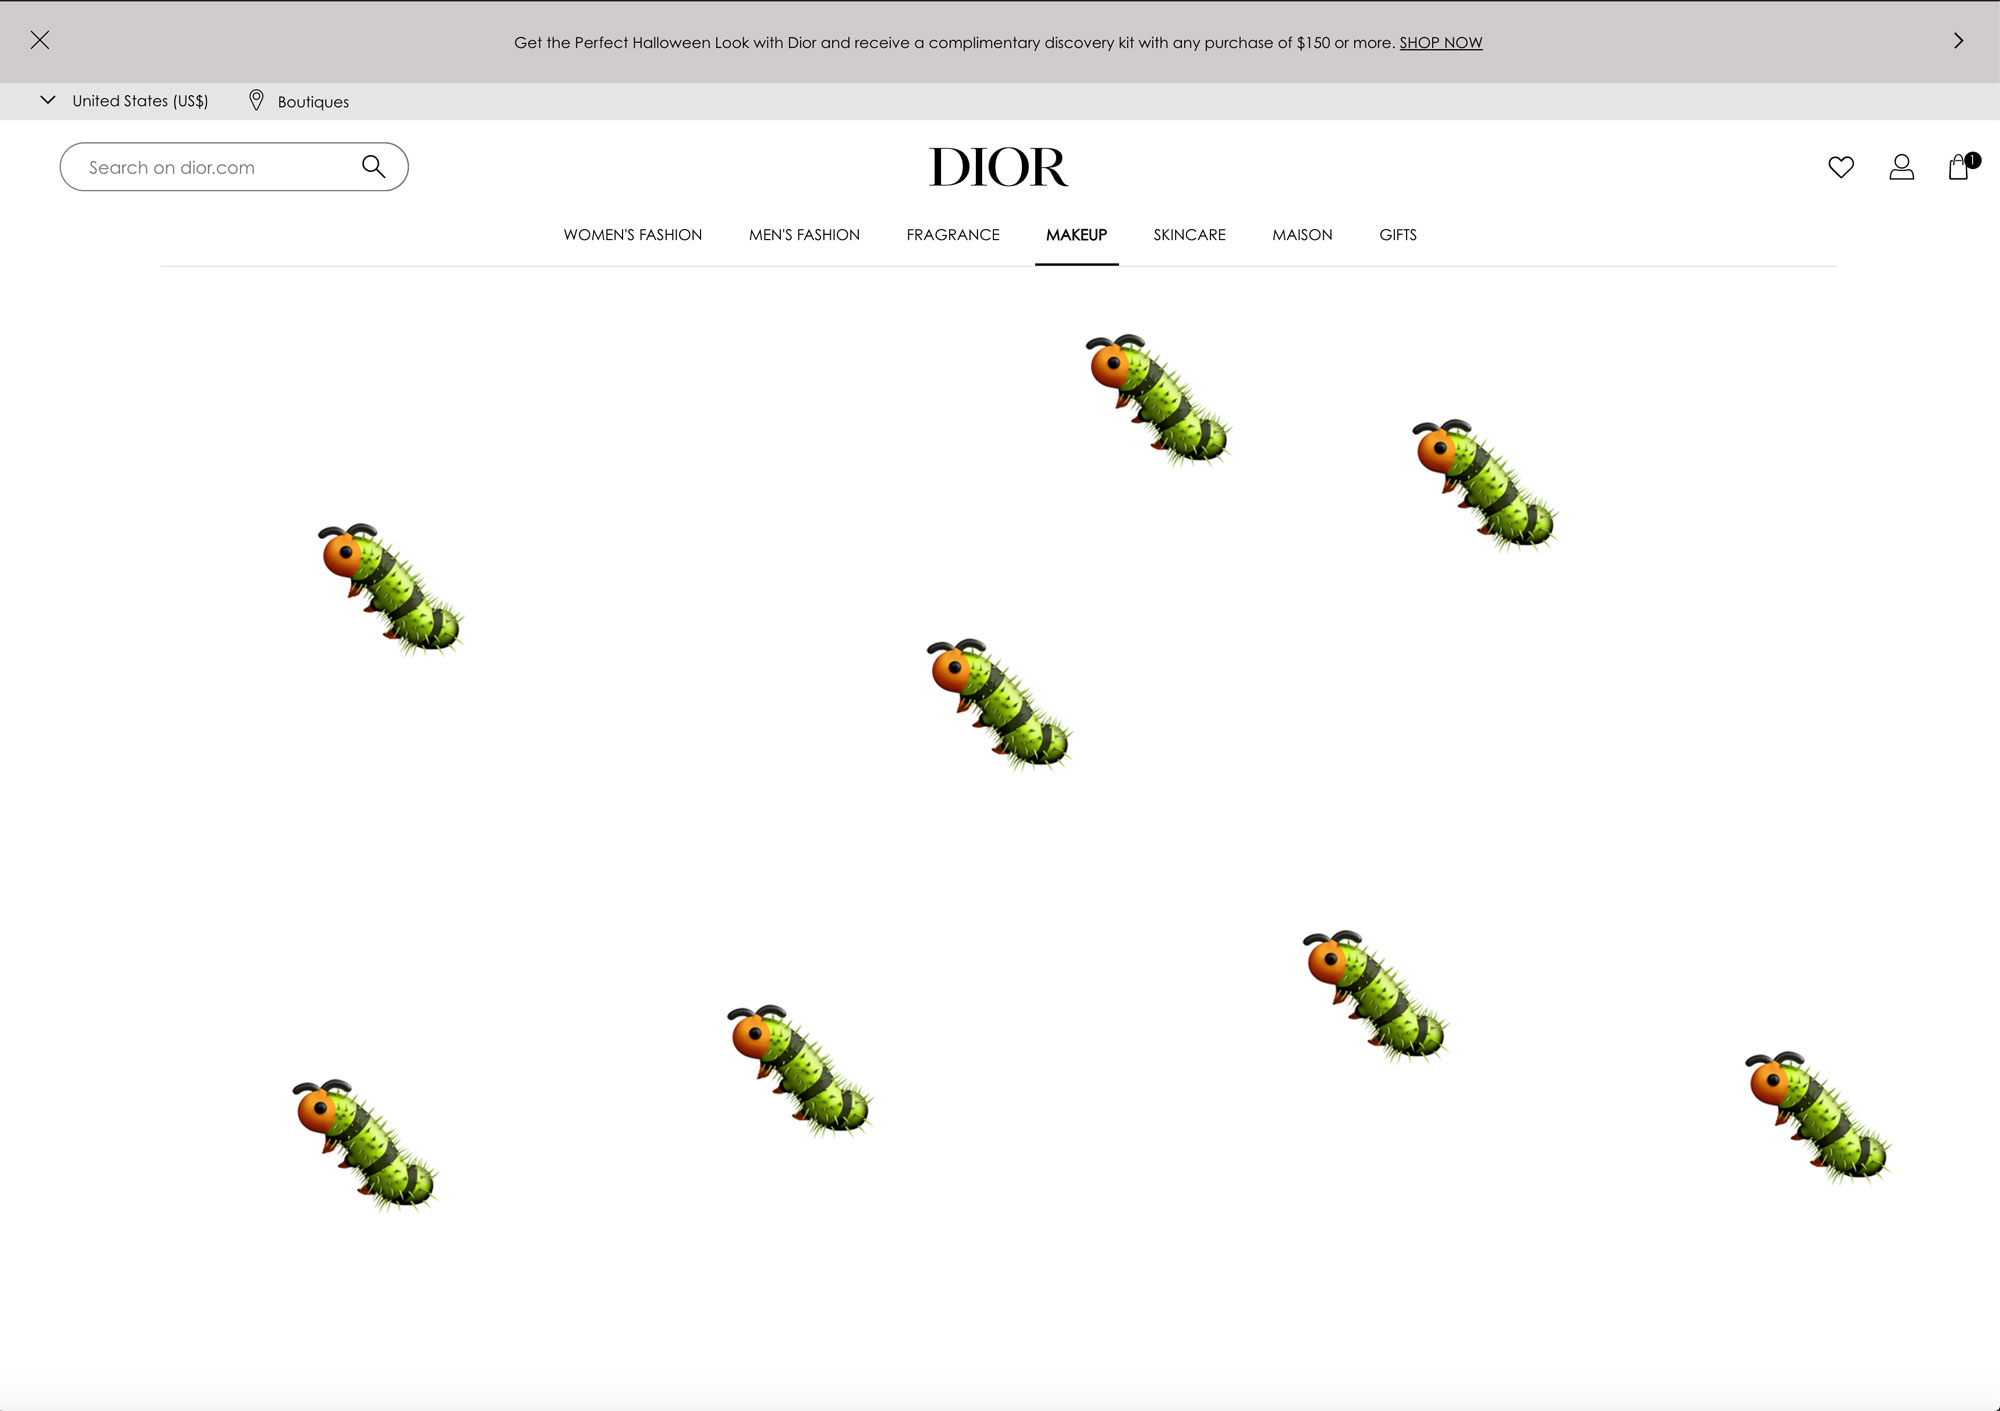 Get the Perfect Halloween Look with Dior and receive a complimentary discovery kit with any purchase of $150 or more. SHOP NOW
United States (US$) Boutiques
Search on dior.com
DIOR
1
WOMEN'S FASHION MEN'S FASHION FRAGRANCE MAKEUP SKINCARE MAISON GIFTS